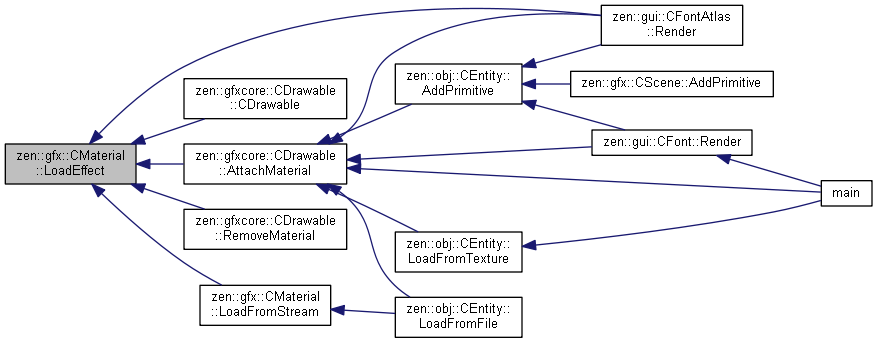 zen::gui::CFontAtlas
::Render
zen::gfxcore::CDrawable
::CDrawable
zen::obj::CEntity::
AddPrimitive
zen::gfx::CScene::AddPrimitive
zen::gfx::CMaterial
::LoadEffect
zen::gfxcore::CDrawable
::AttachMaterial
zen::gui::CFont::Render
main
zen::gfxcore::CDrawable
::RemoveMaterial
zen::obj::CEntity::
LoadFromTexture
zen::gfx::CMaterial
::LoadFromStream
zen::obj::CEntity::
LoadFromFile